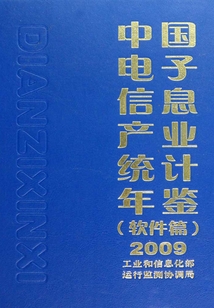 中国
电子
信息
产业
统计
年鉴
(软件篇)
2009
工业和信息化部
运行监测协调局
DIANZIXINXI